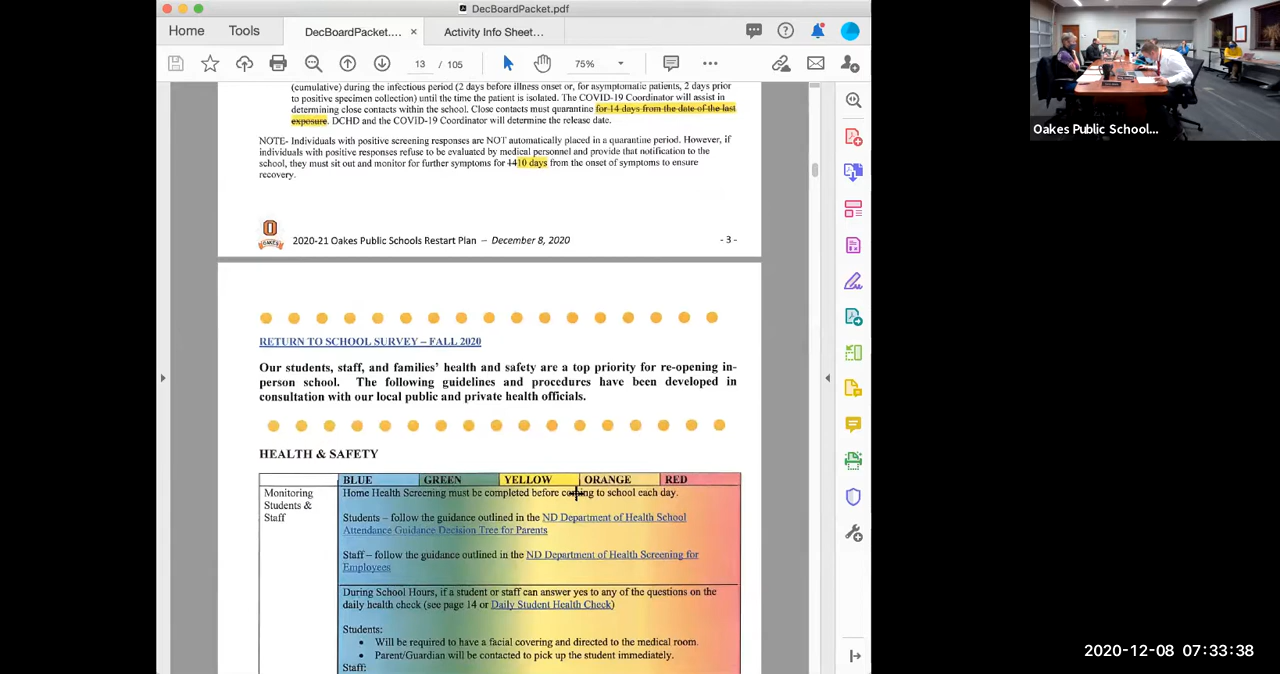 DecBoardPacket.pdf
Home
Tools
DecBoardPacket.... ×
Activity Info Sheet...
13 / 105
75%
(cumulative) during the infectious period (2 days before illness onset or, for asymptomatic patients, 2 days prior
to positive specimen collection) until the time the patient is isolated. The COVID-19 Coordinator will assist in
determining close contacts within the school. Close contacts must quarantine for 14 days from the date of the last
exposure. DCHD and the COVID-19 Coordinator will determine the release date.
NOTE- Individuals with positive screening responses are NOT automatically placed in a quarantine period. However, if
individuals with positive responses refuse to be evaluated by medical personnel and provide that notification to the
school, they must sit out and monitor for further symptoms for 1410 days from the onset of symptoms to ensure
recovery.
O
OAKES
2020-21 Oakes Public Schools Restart Plan – December 8, 2020
- 3 -
RETURN TO SCHOOL SURVEY – FALL 2020
Our students, staff, and families' health and safety are a top priority for re-opening in-
person school. The following guidelines and procedures have been developed in
consultation with our local public and private health officials.
HEALTH & SAFETY
BLUE GREEN YELLOW ORANGE RED
Monitoring
Students &
Staff
Home Health Screening must be completed before coming to school each day.
Students – follow the guidance outlined in the ND Department of Health School
Attendance Guidance Decision Tree for Parents
Staff – follow the guidance outlined in the ND Department of Health Screening for
Employees
During School Hours, if a student or staff can answer yes to any of the questions on the
daily health check (see page 14 or Daily Student Health Check)
Students:
• Will be required to have a facial covering and directed to the medical room.
• Parent/Guardian will be contacted to pick up the student immediately.
Staff:
Oakes Public School...
2020-12-08 07:33:38